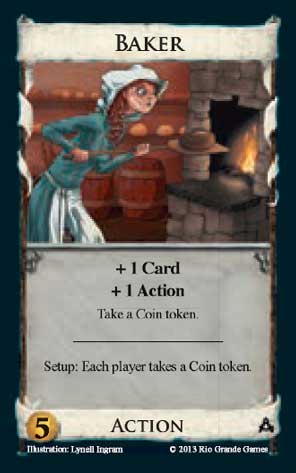 BAKER
+ 1 Card
+ 1 Action
Take a Coin token.
Setup: Each player takes a Coin token.
5
ACTION
Illustration: Lynell Ingram © 2013 Rio Grande Games